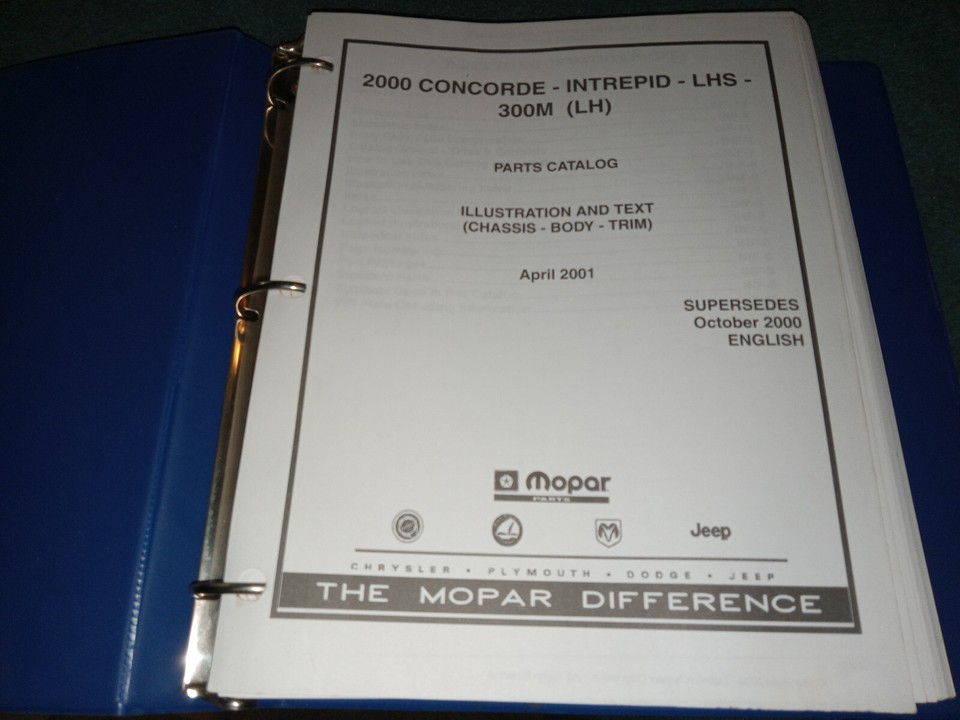 2000 CONCORDE - INTREPID - LHS -
300M (LH)
PARTS CATALOG
ILLUSTRATION AND TEXT
(CHASSIS - BODY - TRIM)
April 2001
SUPERSEDES
October 2000
ENGLISH
Mopar
PARTS
Jeep
CHRYSLER • PLYMOUTH • DODGE • JEEP
THE MOPAR DIFFERENCE